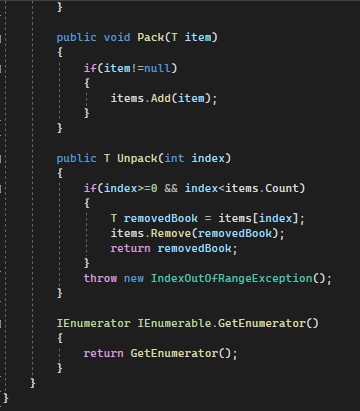 }
public void Pack(T item)
{
if(item!=null)
{
items.Add(item);
}
}
public T Unpack(int index)
{
if(index>=0 && index<items.Count)
{
T removedBook = items[index];
items.Remove(removedBook);
return removedBook;
}
throw new IndexOutOfRangeException();
}
IEnumerator IEnumerable.GetEnumerator()
{
return GetEnumerator();
}
}
}